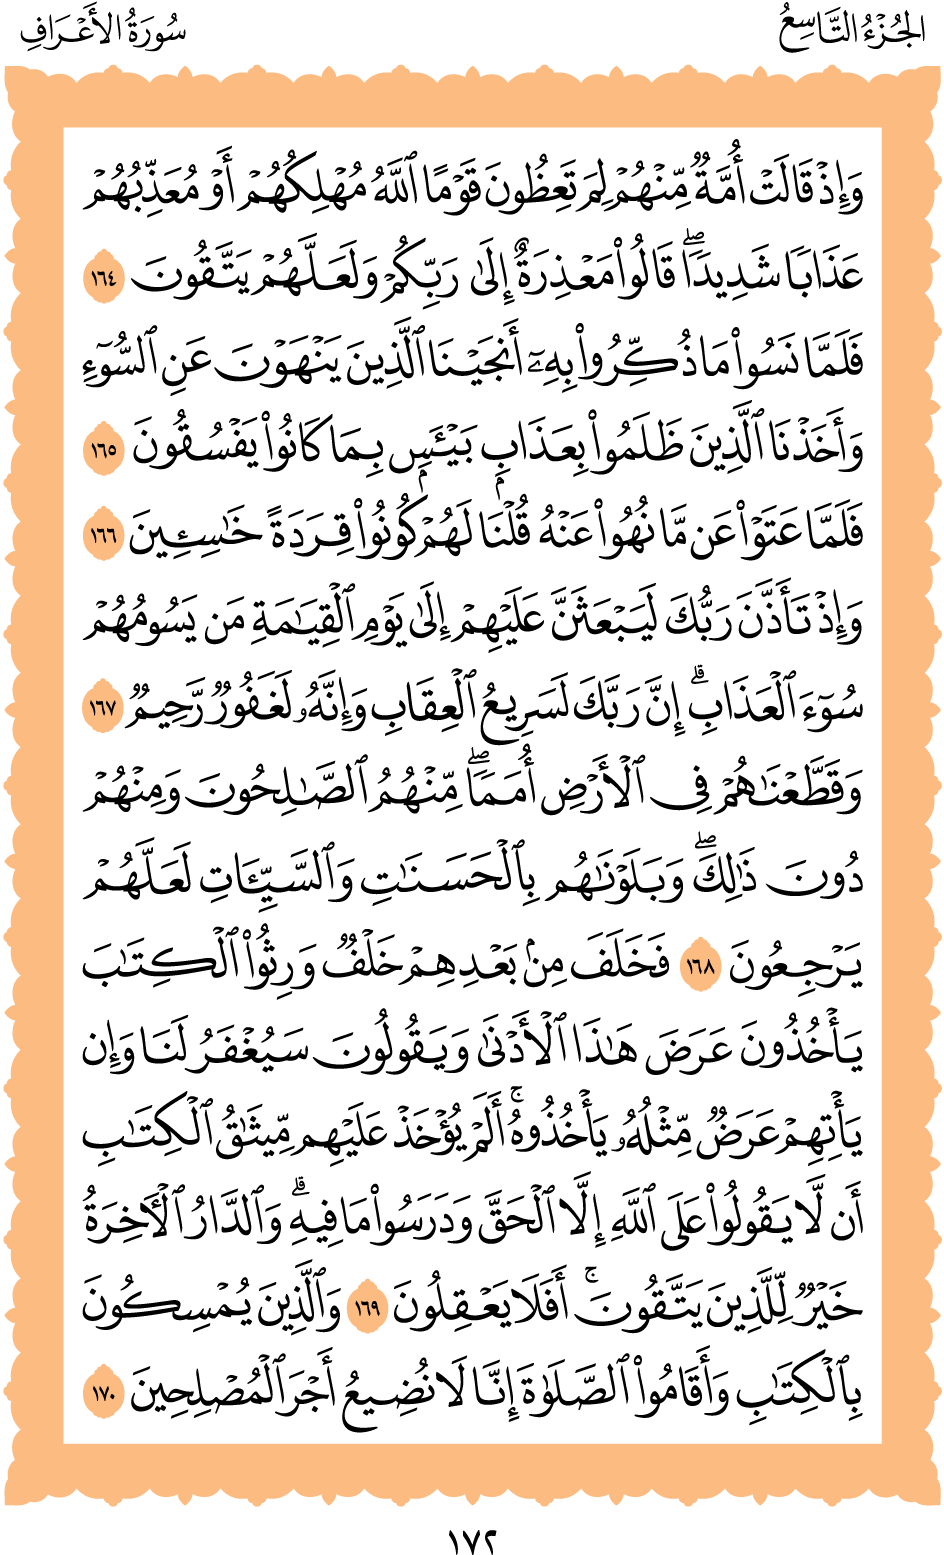 الجُزْءُ التَّاسِعُ
سُورَةُ الأَعْرَافِ
وَإِذۡ قَالَتۡ أُمَّةٞ مِّنۡهُمۡ لِمَ تَعِظُونَ قَوۡمًا ٱللَّهُ مُهۡلِكُهُمۡ أَوۡ مُعَذِّبُهُمۡ
عَذَابٗا شَدِيدٗاۖ قَالُواْ مَعۡذِرَةٌ إِلَىٰ رَبِّكُمۡ وَلَعَلَّهُمۡ يَتَّقُونَ ١٦٤
فَلَمَّا نَسُواْ مَا ذُكِّرُواْ بِهِۦٓ أَنجَيۡنَا ٱلَّذِينَ يَنۡهَوۡنَ عَنِ ٱلسُّوٓءِ
وَأَخَذۡنَا ٱلَّذِينَ ظَلَمُواْ بِعَذَابِۭ بَيۡـَٔسِۭ بِمَا كَانُواْ يَفۡسُقُونَ ١٦٥
فَلَمَّا عَتَوۡاْ عَن مَّا نُهُواْ عَنۡهُ قُلۡنَا لَهُمۡ كُونُواْ قِرَدَةً خَٰسِـِٔينَ ١٦٦
وَإِذۡ تَأَذَّنَ رَبُّكَ لَيَبۡعَثَنَّ عَلَيۡهِمۡ إِلَىٰ يَوۡمِ ٱلۡقِيَٰمَةِ مَن يَسُومُهُمۡ
سُوٓءَ ٱلۡعَذَابِۗ إِنَّ رَبَّكَ لَسَرِيعُ ٱلۡعِقَابِ وَإِنَّهُۥ لَغَفُورٞ رَّحِيمٞ ١٦٧
وَقَطَّعۡنَٰهُمۡ فِي ٱلۡأَرۡضِ أُمَمٗاۖ مِّنۡهُمُ ٱلصَّٰلِحُونَ وَمِنۡهُمۡ
دُونَ ذَٰلِكَۖ وَبَلَوۡنَٰهُم بِٱلۡحَسَنَٰتِ وَٱلسَّيِّـَٔاتِ لَعَلَّهُمۡ
يَرۡجِعُونَ ١٦٨ فَخَلَفَ مِنۢ بَعۡدِهِمۡ خَلۡفٞ وَرِثُواْ ٱلۡكِتَٰبَ
يَأۡخُذُونَ عَرَضَ هَٰذَا ٱلۡأَدۡنَىٰ وَيَقُولُونَ سَيُغۡفَرُ لَنَا وَإِن
يَأۡتِهِمۡ عَرَضٞ مِّثۡلُهُۥ يَأۡخُذُوهُۚ أَلَمۡ يُؤۡخَذۡ عَلَيۡهِم مِّيثَٰقُ ٱلۡكِتَٰبِ
أَن لَّا يَقُولُواْ عَلَى ٱللَّهِ إِلَّا ٱلۡحَقَّ وَدَرَسُواْ مَا فِيهِۗ وَٱلدَّارُ ٱلۡأٓخِرَةُ
خَيۡرٞ لِّلَّذِينَ يَتَّقُونَۚ أَفَلَا يَعۡقِلُونَ ١٦٩ وَٱلَّذِينَ يُمۡسِكُونَ
بِٱلۡكِتَٰبِ وَأَقَامُواْ ٱلصَّلَوٰةَ إِنَّا لَا نُضِيعُ أَجۡرَ ٱلۡمُصۡلِحِينَ ١٧٠
١٧٢